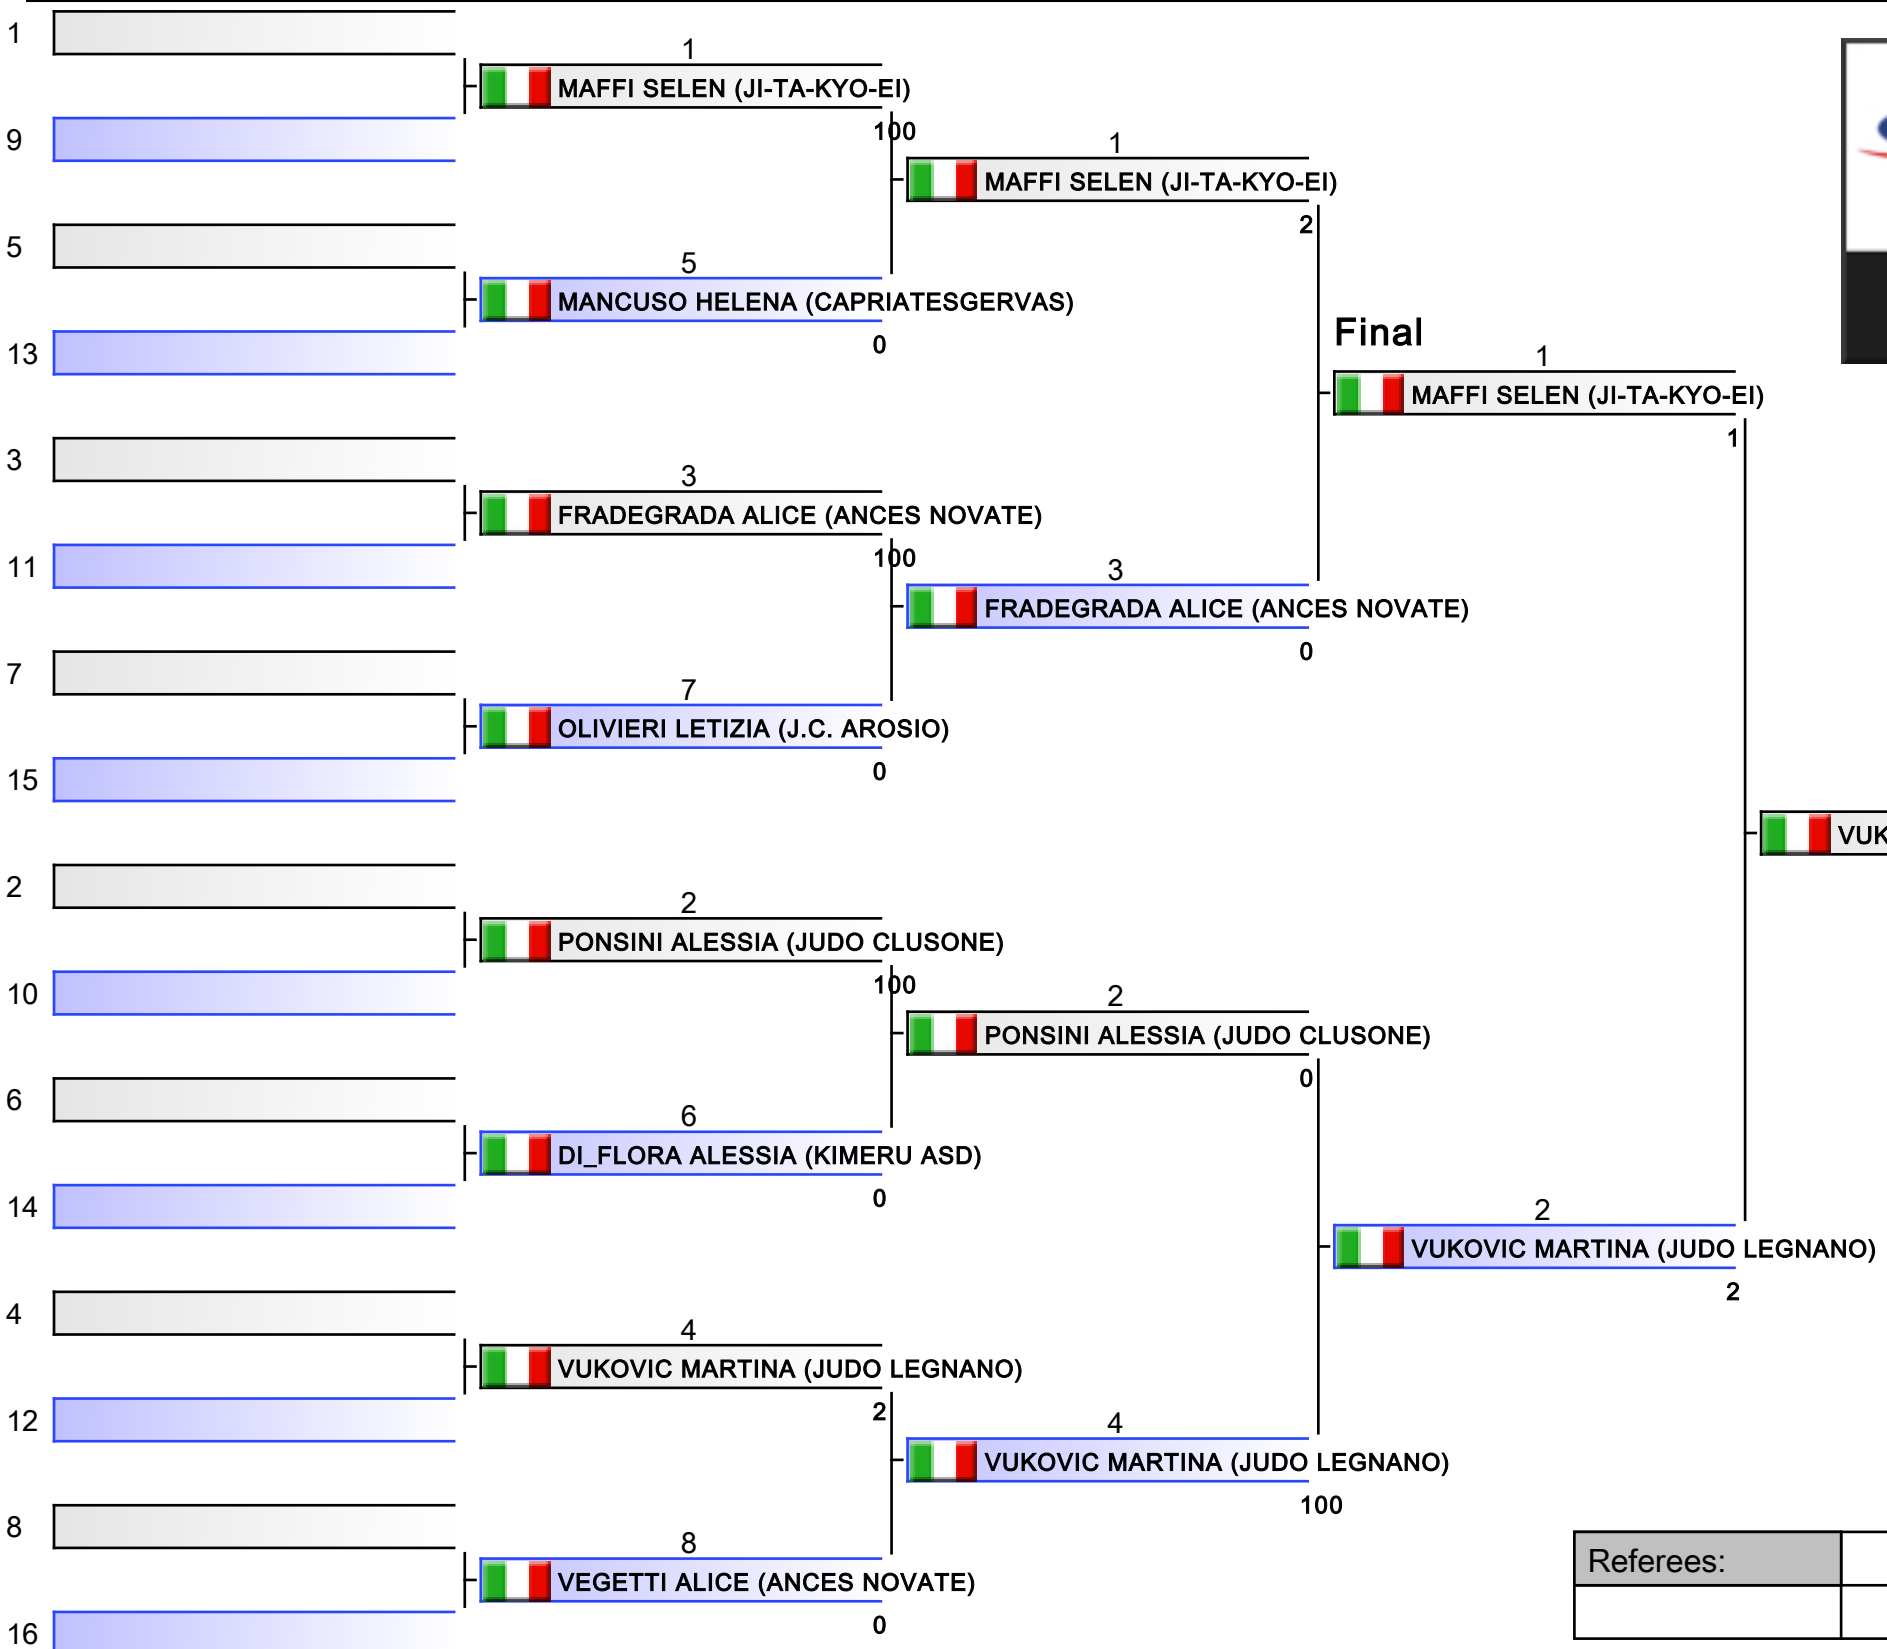 1
9
5
13
3
11
7
15
2
10
6
14
4
12
8
16
1
MAFFI SELEN (JI-TA-KYO-EI)
100
5
MANCUSO HELENA (CAPRIATESGERVAS)
0
3
FRADEGRADA ALICE (ANCES NOVATE)
100
7
OLIVIERI LETIZIA (J.C. AROSIO)
0
2
PONSINI ALESSIA (JUDO CLUSONE)
100
6
DI_FLORA ALESSIA (KIMERU ASD)
0
4
VUKOVIC MARTINA (JUDO LEGNANO)
2
8
VEGETTI ALICE (ANCES NOVATE)
0
1
MAFFI SELEN (JI-TA-KYO-EI)
2
3
FRADEGRADA ALICE (ANCES NOVATE)
0
2
PONSINI ALESSIA (JUDO CLUSONE)
0
4
VUKOVIC MARTINA (JUDO LEGNANO)
100
Final
1
MAFFI SELEN (JI-TA-KYO-EI)
1
2
VUKOVIC MARTINA (JUDO LEGNANO)
2
VUK
Referees: